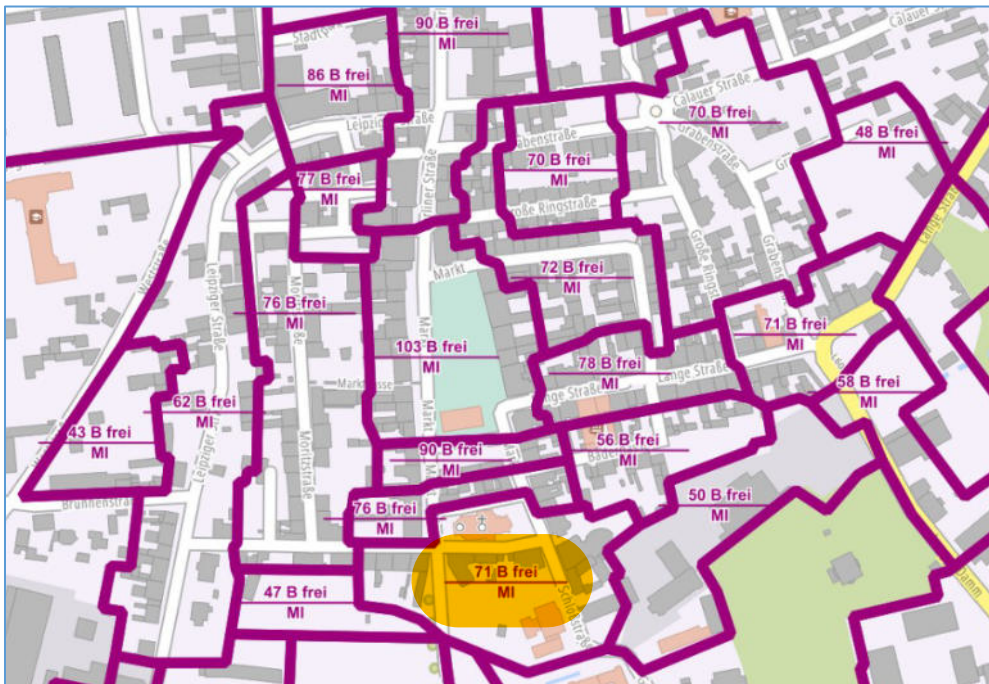 90 B frei
MI
86 B frei
MI
Leipziger Straße
Calauer Straße
70 B frei
MI
48 B frei
MI
70 B frei
MI
77 B frei
MI
Grabenstraße
Große Ringstraße
Große Ringstraße
Lange Straße
Weststraße
Leipziger Straße
Markt
72 B frei
MI
76 B frei
MI
71 B frei
MI
103 B frei
MI
78 B frei
MI
Lange Straße
Lange Straße
58 B frei
MI
62 B frei
MI
43 B frei
MI
Markt
Moritzstraße
Leipziger
90 B frei
MI
56 B frei
MI
50 B frei
MI
76 B frei
MI
71 B frei
MI
47 B frei
MI
Schloßstraße
Damm